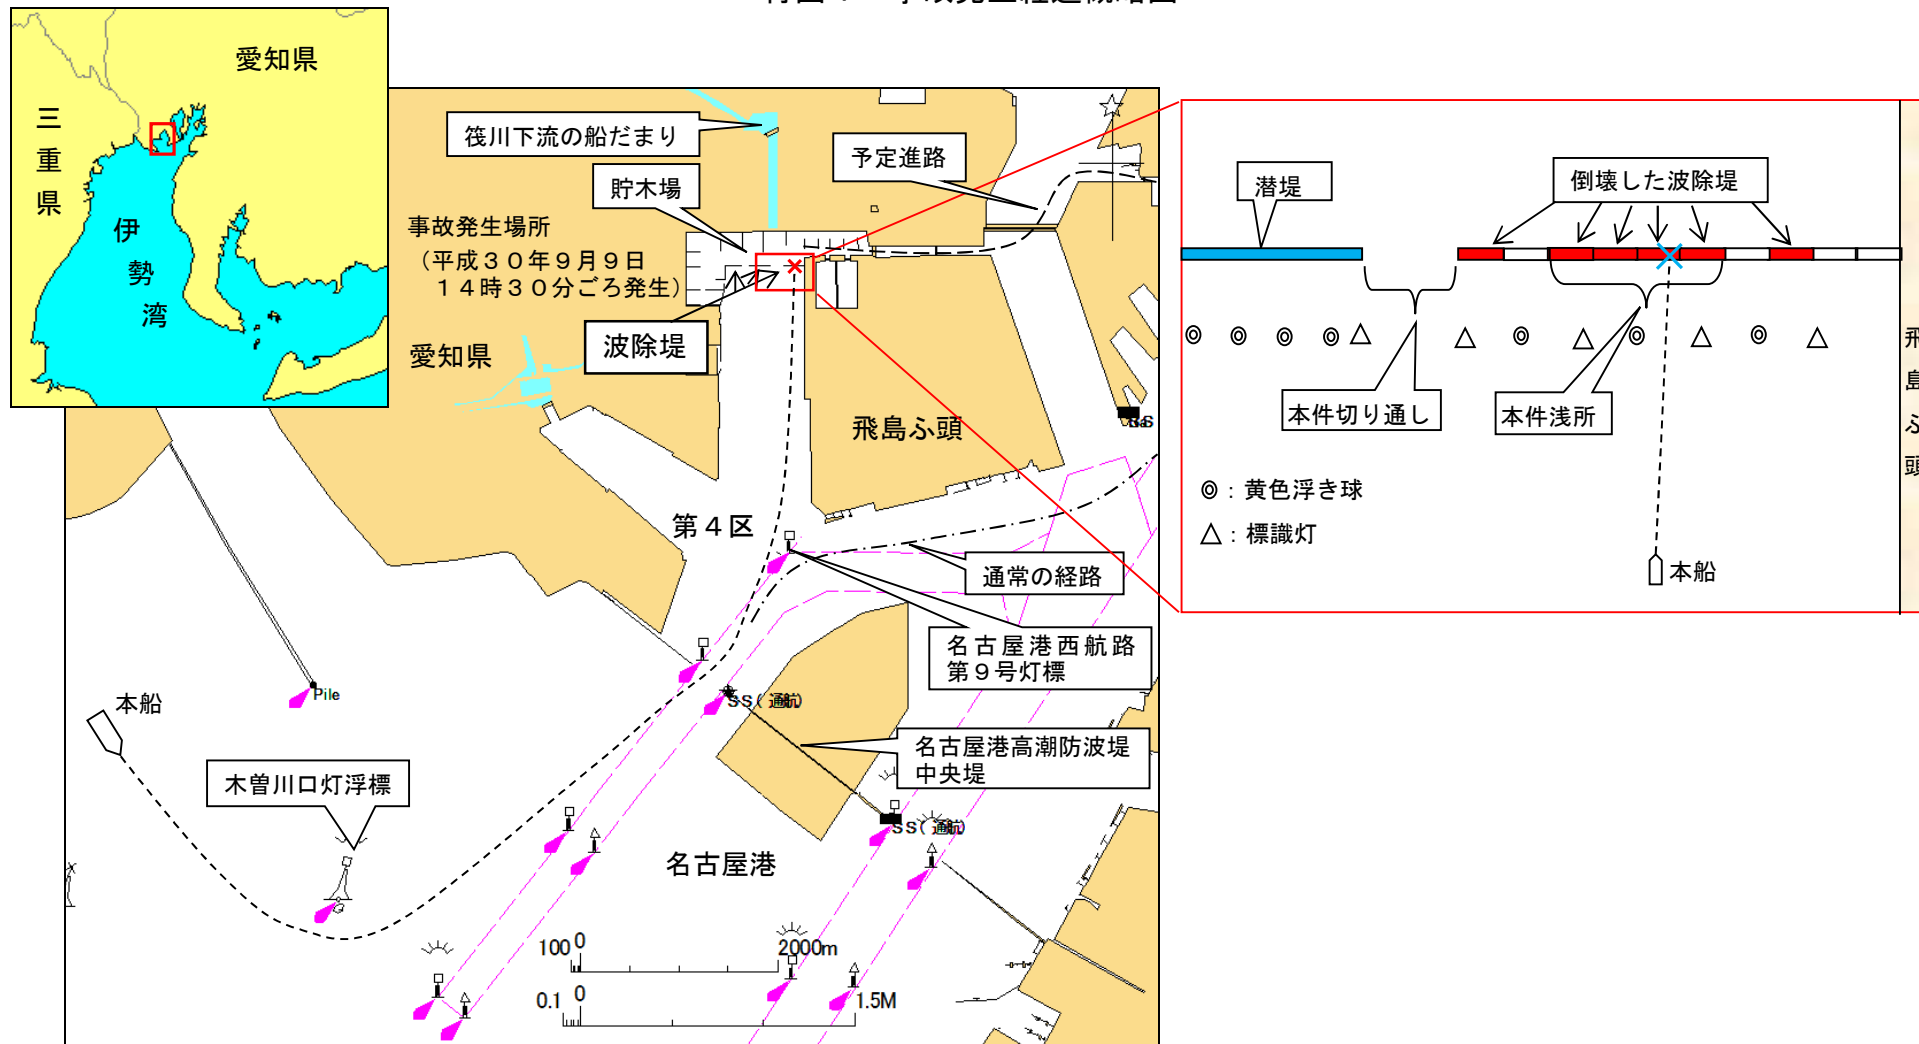 愛知県
三重県
伊勢湾
筏川下流の船だまり
貯木場
予定進路
事故発生場所
（平成３０年９月９日
１４時３０分ごろ発生）
波除堤
愛知県
飛島ふ頭
第４区
通常の経路
名古屋港西航路
第９号灯標
SS(通航)
Pile
本船
木曽川口灯浮標
名古屋港高潮防波堤
中央堤
SS(通航)
名古屋港
100 0 2000m
0.1 0 1.5M
潜堤
倒壊した波除堤
本件切り通し
本件浅所
◎：黄色浮き球
△：標識灯
本船